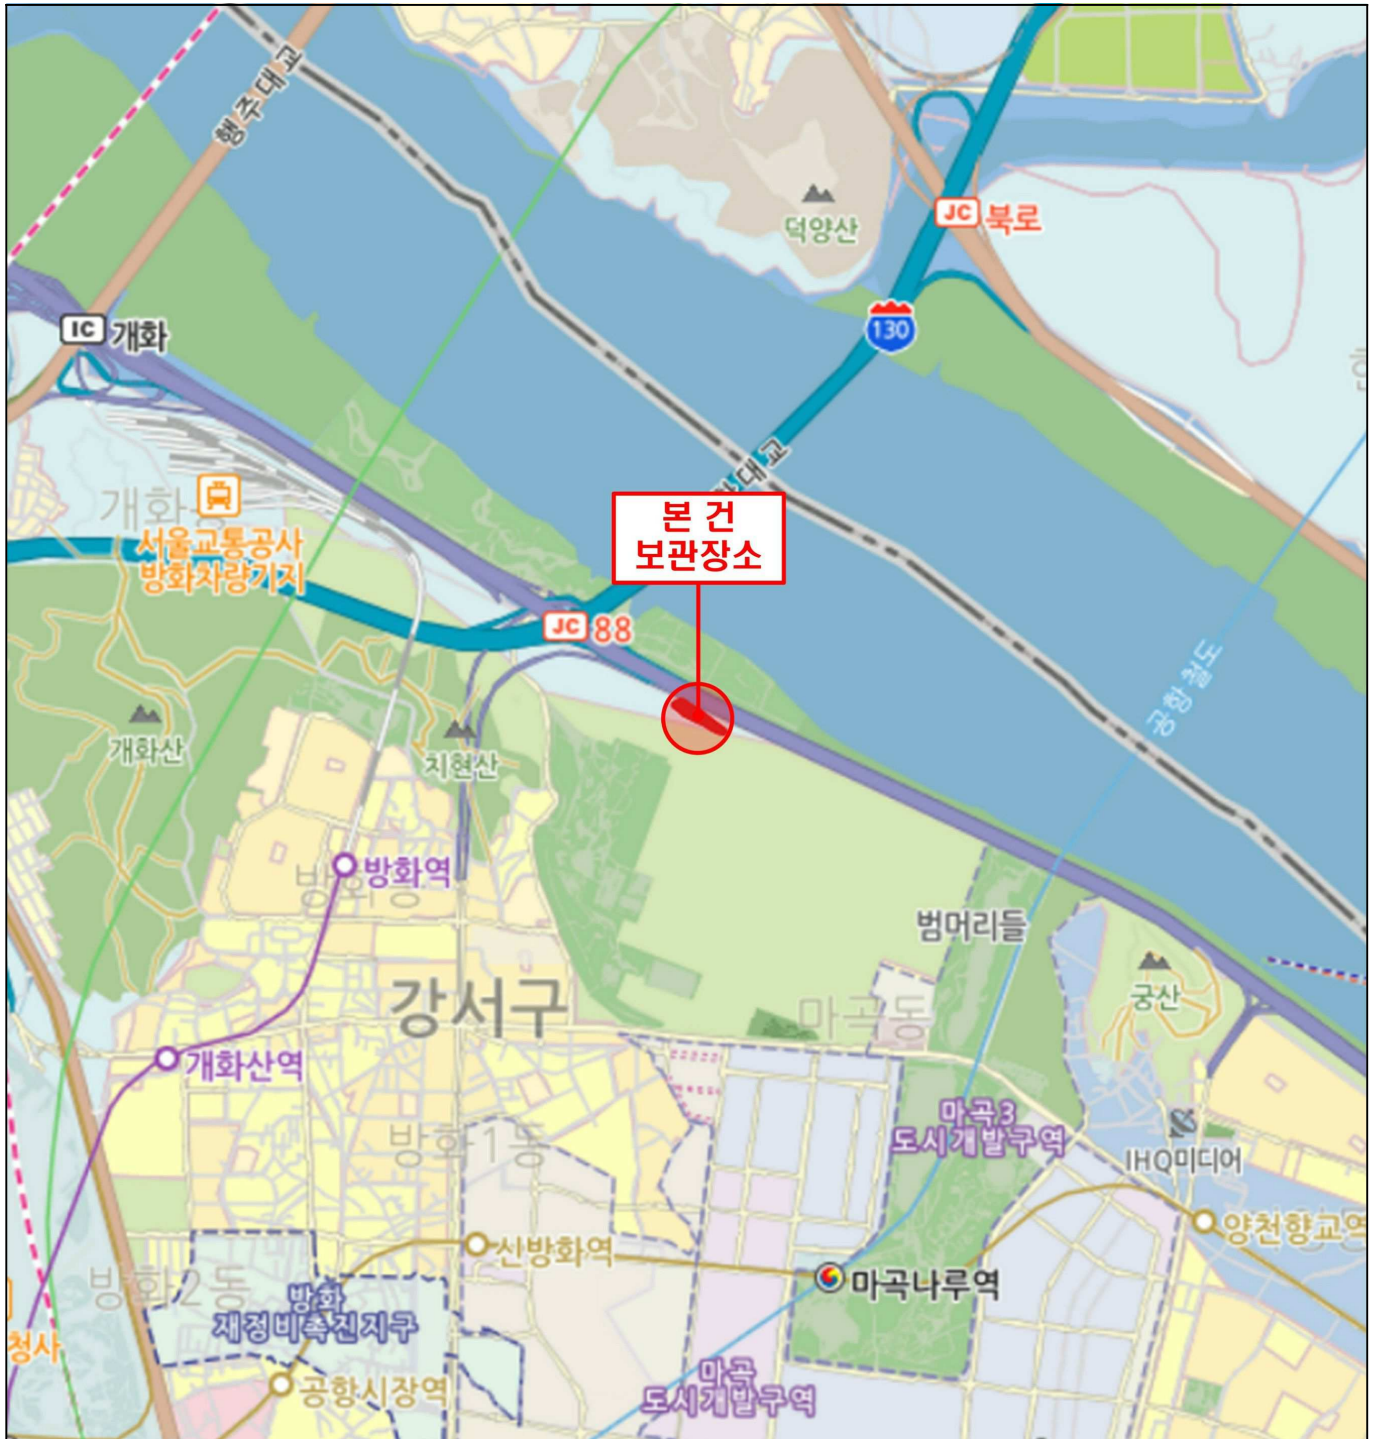 행주대교
덕양산
JC 북로
130
IC 개화
대교
본 건
보관장소
개화
서울교통공사
방화차량기지
JC 88
공항철도
개화산
치현산
방화역
방화동
범머리들
궁산
강서구
마곡동
개화산역
마곡3
도시개발구역
방화1동
IHQ미디어
양천향교역
신방화역
마곡나루역
방화2동
방화
재정비촉진지구
청사
공항시장역
마곡
도시개발구역